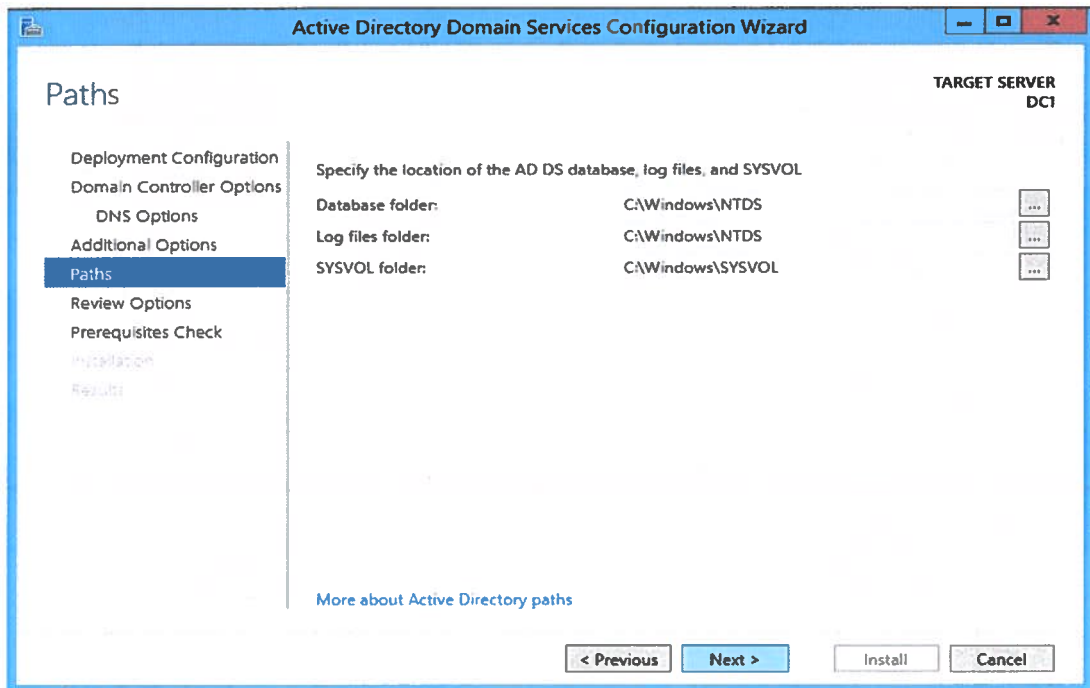 Active Directory Domain Services Configuration Wizard
Paths
TARGET SERVER
DC1
Deployment Configuration
Domain Controller Options
DNS Options
Additional Options
Paths
Review Options
Prerequisites Check
Installation
Results
Specify the location of the AD DS database, log files, and SYSVOL
Database folder: C:\Windows\NTDS ...
Log files folder: C:\Windows\NTDS ...
SYSVOL folder: C:\Windows\SYSVOL ...
More about Active Directory paths
< Previous Next > Install Cancel